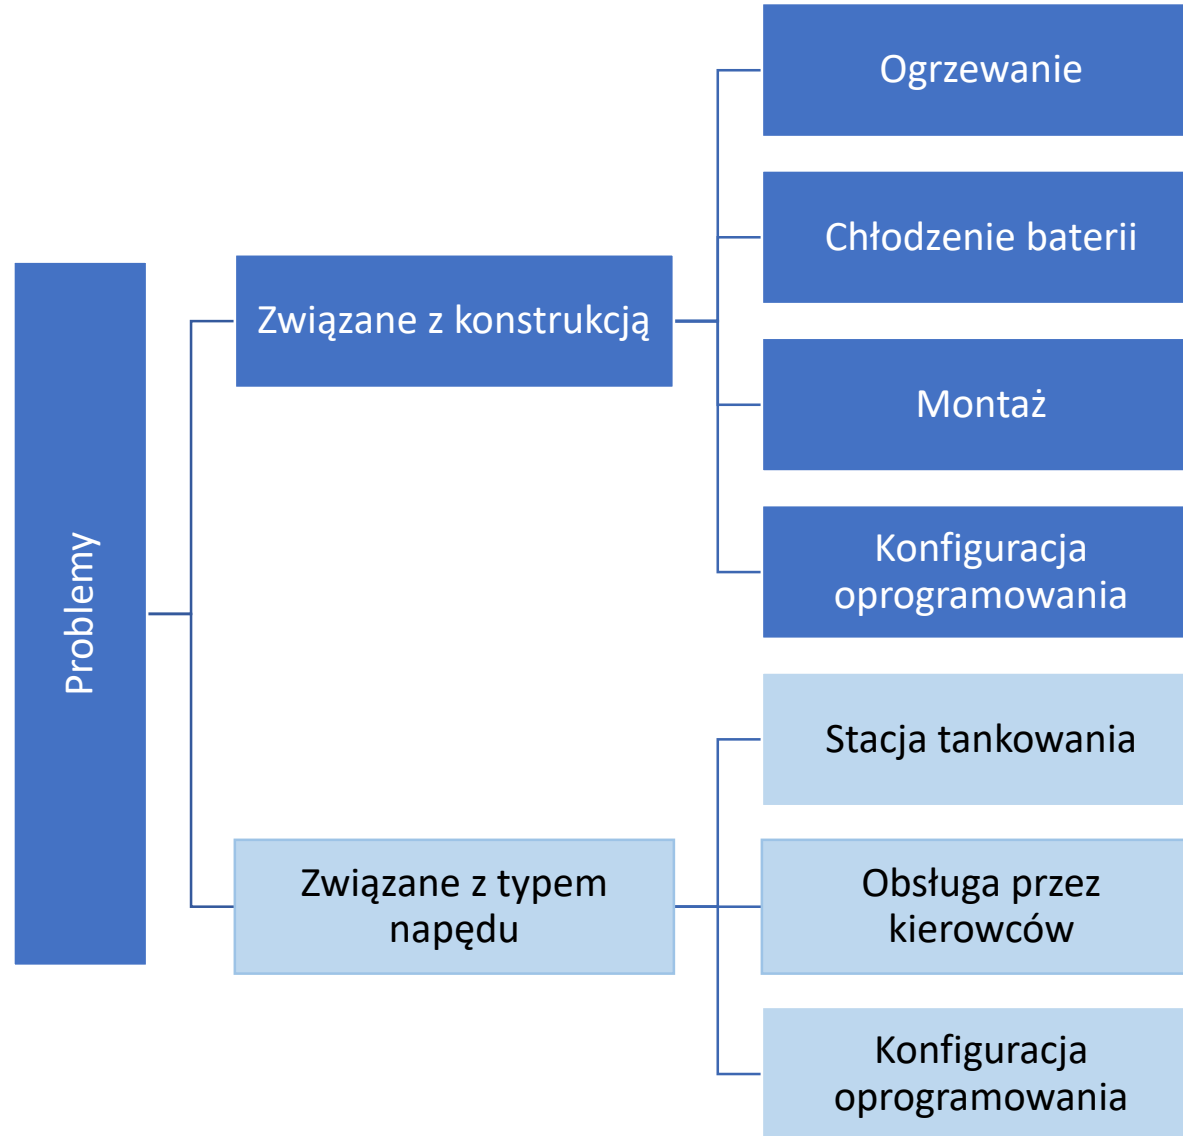 Problemy
Związane z konstrukcją
Ogrzewanie
Chłodzenie baterii
Montaż
Konfiguracja
oprogramowania
Związane z typem
napędu
Stacja tankowania
Obsługa przez
kierowców
Konfiguracja
oprogramowania